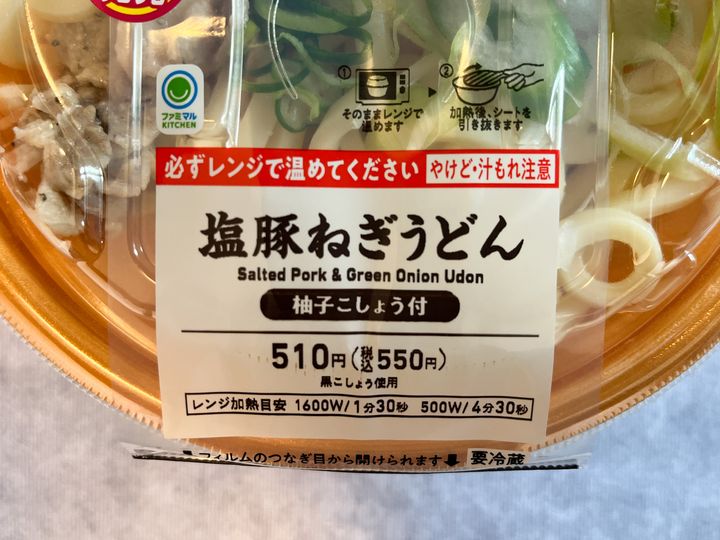 ① そのままレンジで
温めます
② 加熱後、シートを
引き抜きます
ファミマル
KITCHEN
必ずレンジで温めてください やけど・汁もれ注意
塩豚ねぎうどん
Salted Pork & Green Onion Udon
柚子こしょう付
510円(税込550円)
黒こしょう使用
レンジ加熱目安 1600W/1分30秒 500W/4分30秒
フィルムのつなぎ目から開けられます 要冷蔵